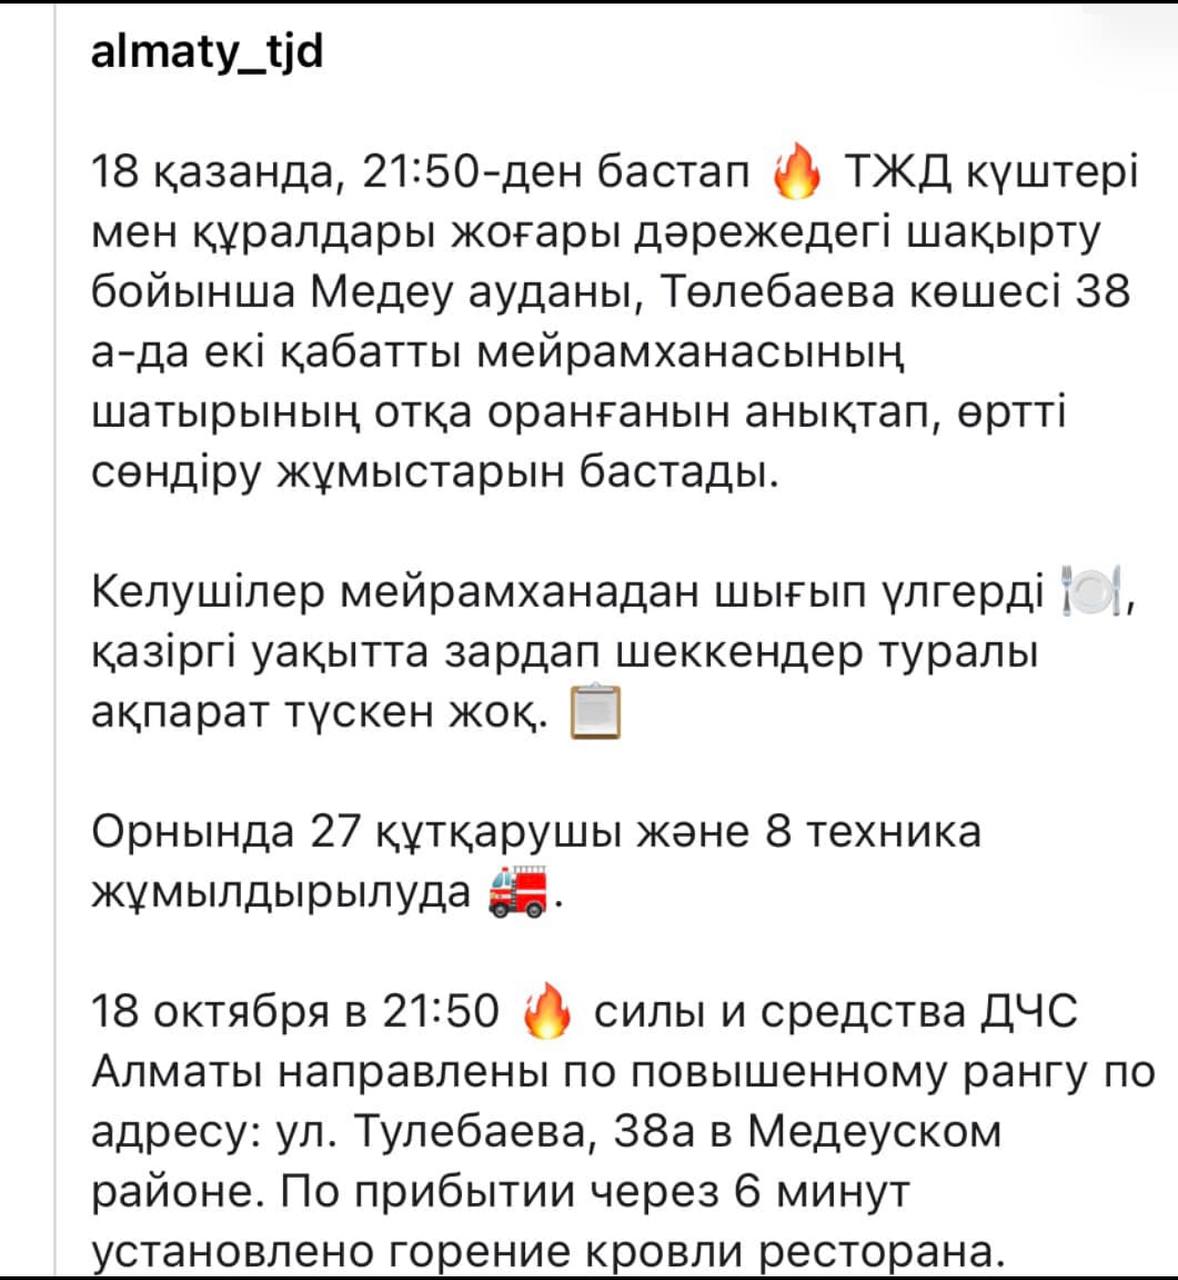 almaty_tjd
18 қазанда, 21:50-ден бастап 🔥 ТЖД күштері
мен құралдары жоғары дәрежедегі шақырту
бойынша Медеу ауданы, Төлебаева көшесі 38
а-да екі қабатты мейрамханасының
шатырының отқа оранғанын анықтап, өртті
сөндіру жұмыстарын бастады.
Келушілер мейрамханадан шығып үлгерді 🍽️,
қазіргі уақытта зардап шеккендер туралы
ақпарат түскен жоқ. 📋
Орнында 27 құтқарушы және 8 техника
жұмылдырылуда 🚒.
18 октября в 21:50 🔥 силы и средства ДЧС
Алматы направлены по повышенному рангу по
адресу: ул. Тулебаева, 38а в Медеуском
районе. По прибытии через 6 минут
установлено горение кровли ресторана.